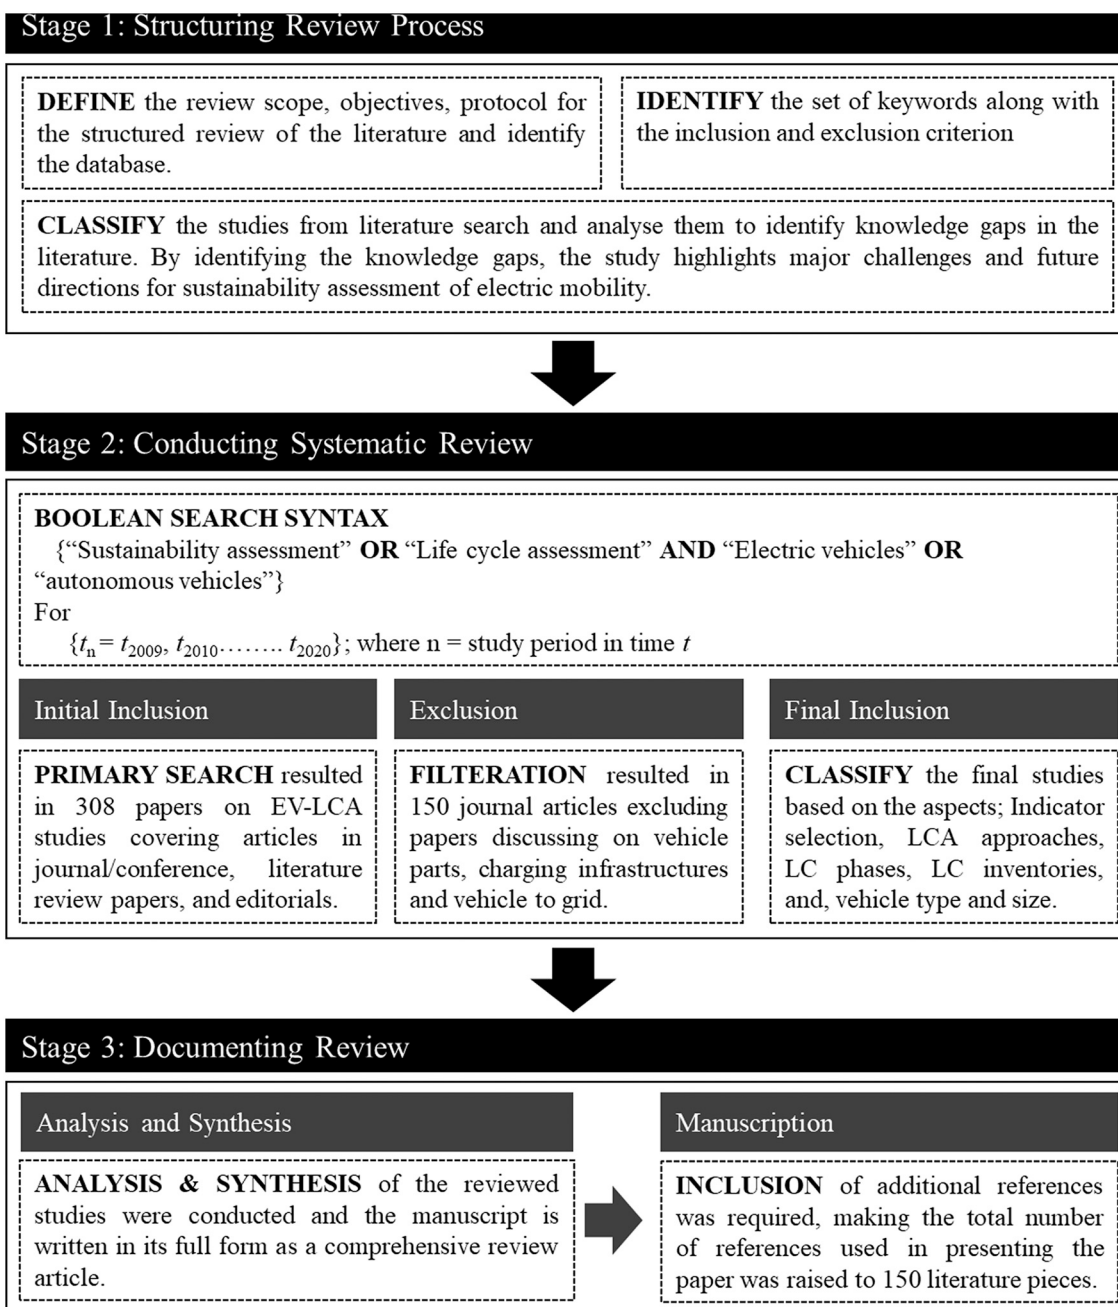 Stage 1: Structuring Review Process
DEFINE the review scope, objectives, protocol for
the structured review of the literature and identify
the database.
IDENTIFY the set of keywords along with
the inclusion and exclusion criterion
CLASSIFY the studies from literature search and analyse them to identify knowledge gaps in the
literature. By identifying the knowledge gaps, the study highlights major challenges and future
directions for sustainability assessment of electric mobility.
Stage 2: Conducting Systematic Review
BOOLEAN SEARCH SYNTAX
{“Sustainability assessment” OR “Life cycle assessment” AND “Electric vehicles” OR
“autonomous vehicles”}
For
{tn = t2009, t2010…….. t2020}; where n = study period in time t
Initial Inclusion
PRIMARY SEARCH resulted
in 308 papers on EV-LCA
studies covering articles in
journal/conference, literature
review papers, and editorials.
Exclusion
FILTERATION resulted in
150 journal articles excluding
papers discussing on vehicle
parts, charging infrastructures
and vehicle to grid.
Final Inclusion
CLASSIFY the final studies
based on the aspects; Indicator
selection, LCA approaches,
LC phases, LC inventories,
and, vehicle type and size.
Stage 3: Documenting Review
Analysis and Synthesis
ANALYSIS & SYNTHESIS of the reviewed
studies were conducted and the manuscript is
written in its full form as a comprehensive review
article.
Manuscription
INCLUSION of additional references
was required, making the total number
of references used in presenting the
paper was raised to 150 literature pieces.